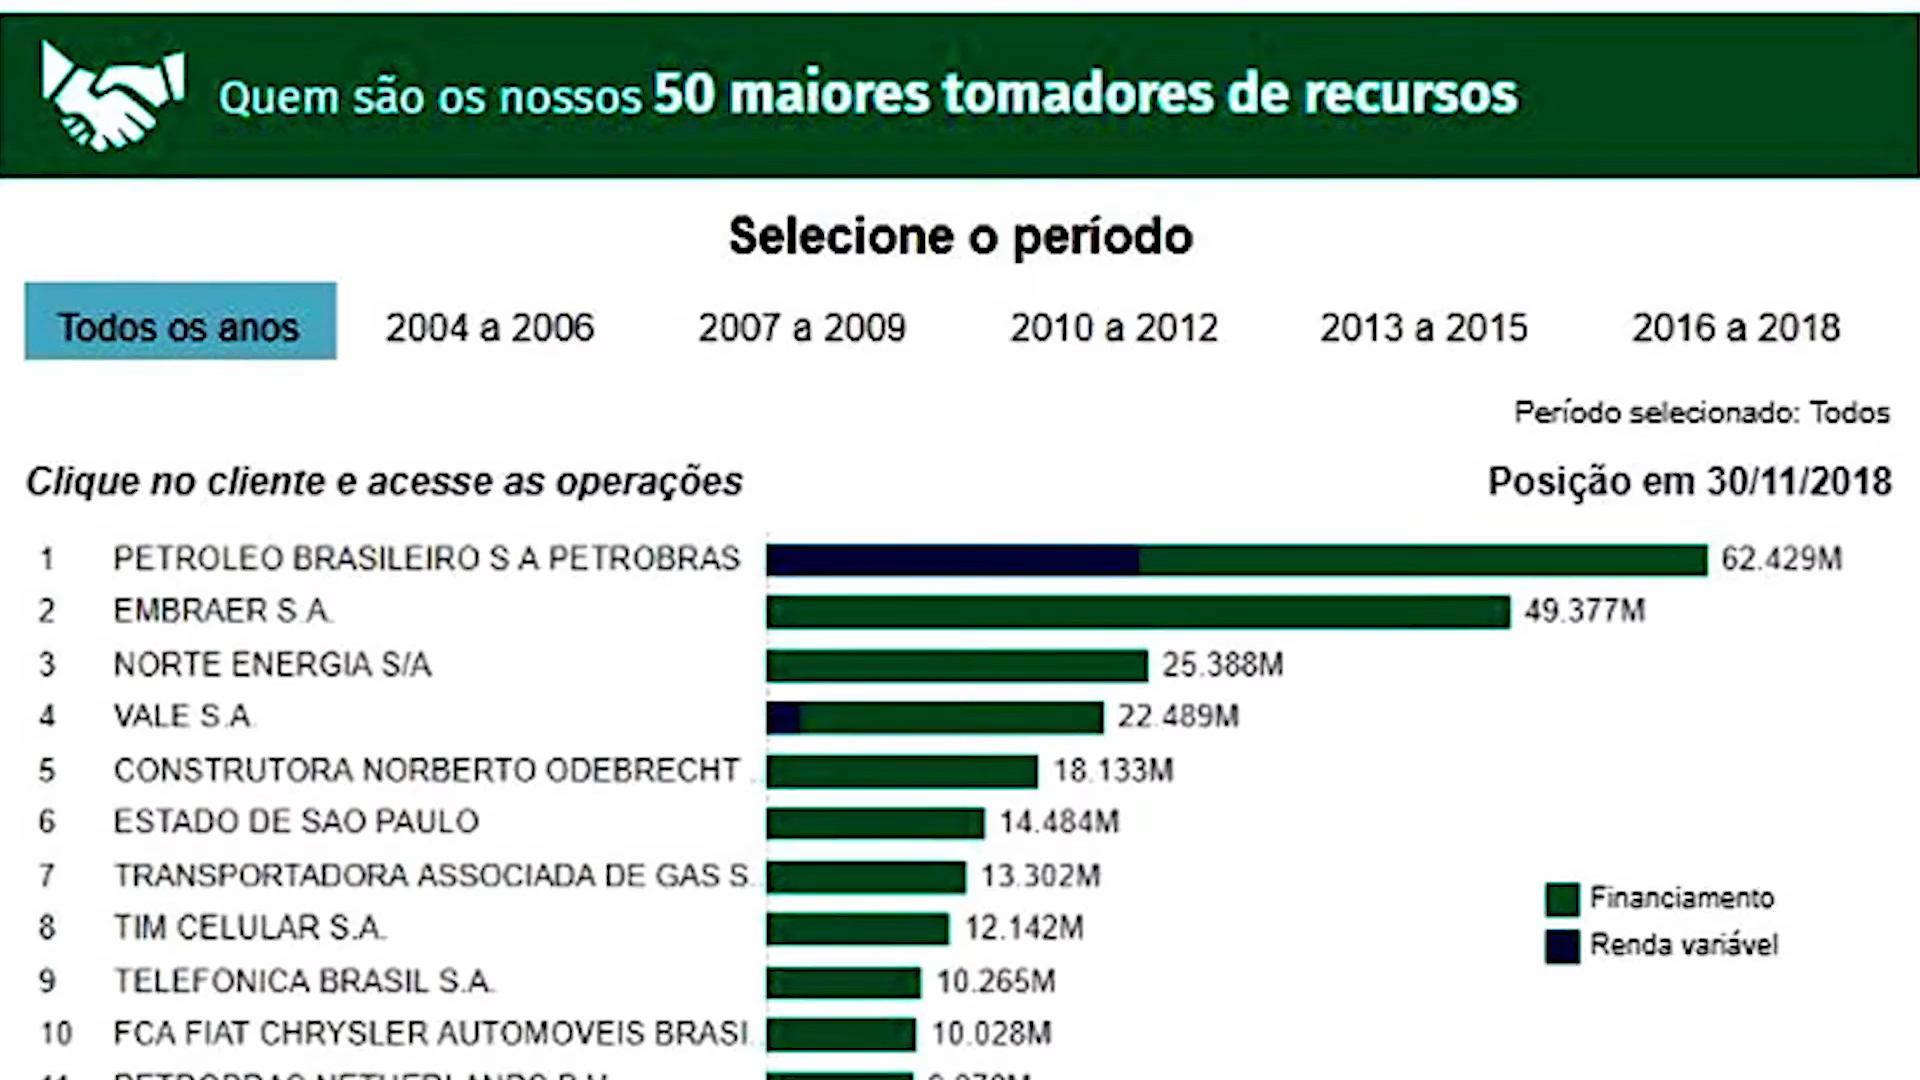 Quem são os nossos 50 maiores tomadores de recursos
Selecione o período
Todos os anos 2004 a 2006 2007 a 2009 2010 a 2012 2013 a 2015 2016 a 2018
Período selecionado: Todos
Clique no cliente e acesse as operações Posição em 30/11/2018
1 PETROLEO BRASILEIRO S A PETROBRAS 62.429M
2 EMBRAER S.A. 49.377M
3 NORTE ENERGIA S/A 25.388M
4 VALE S.A. 22.489M
5 CONSTRUTORA NORBERTO ODEBRECHT .. 18.133M
6 ESTADO DE SAO PAULO 14.484M
7 TRANSPORTADORA ASSOCIADA DE GAS S.. 13.302M
8 TIM CELULAR S.A. 12.142M
9 TELEFONICA BRASIL S.A. 10.265M
10 FCA FIAT CHRYSLER AUTOMOVEIS BRASI.. 10.028M
Financiamento
Renda variável